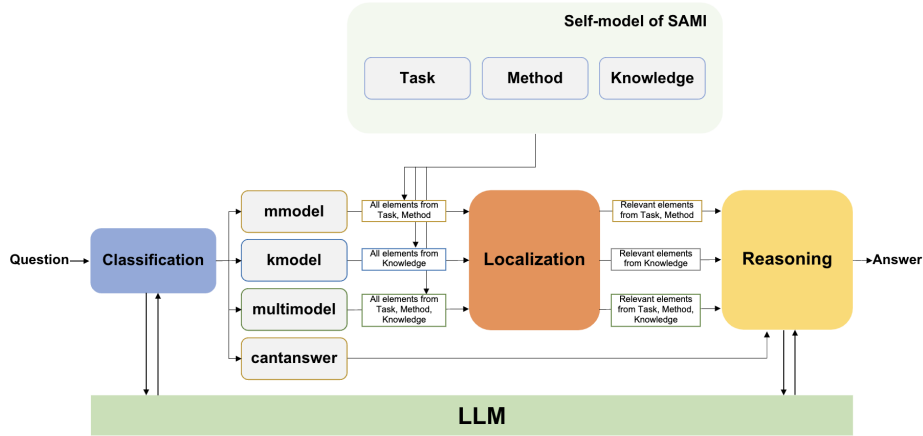 Self-model of SAMI
Task
Method
Knowledge
Question
Classification
mmodel
kmodel
multimodel
cantanswer
All elements from
Task, Method
All elements from
Knowledge
All elements from
Task, Method,
Knowledge
Localization
Relevant elements
from Task, Method
Relevant elements
from Knowledge
Relevant elements
from Task, Method,
Knowledge
Reasoning
Answer
LLM